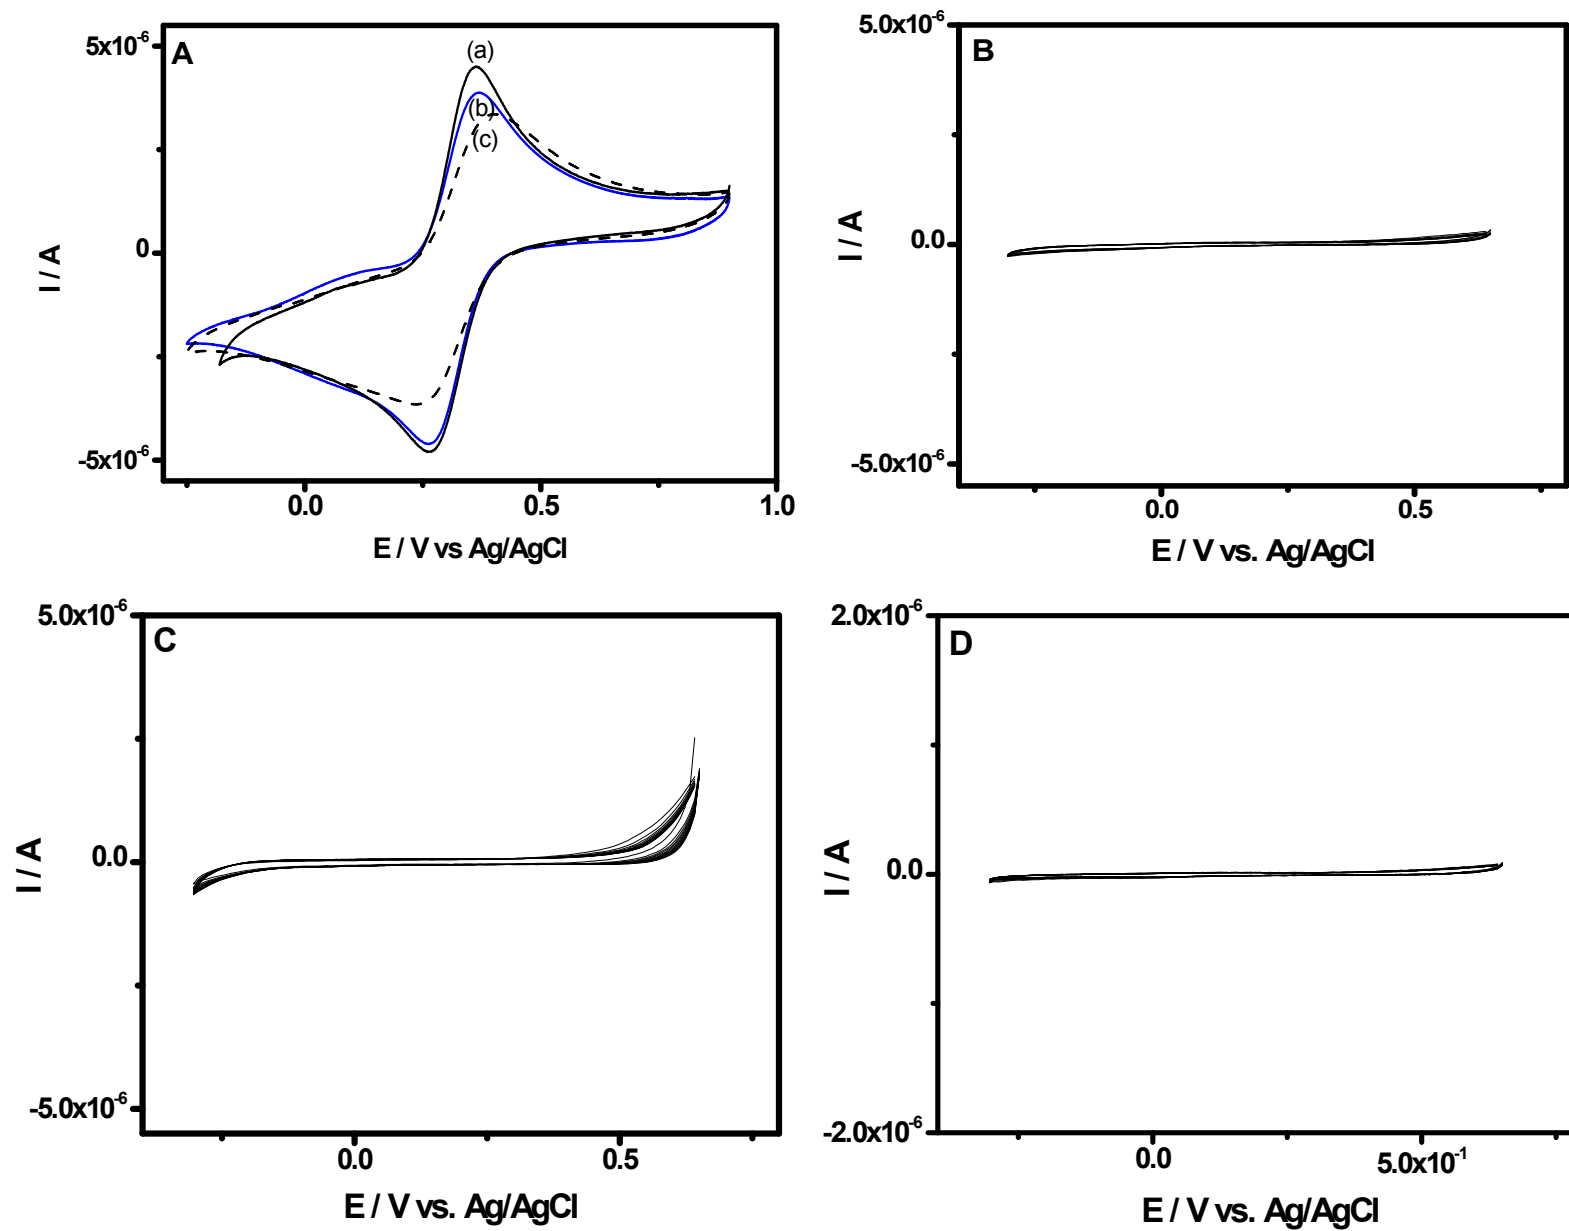 A
(a)
(b)
(c)
5x10⁻⁶
0
-5x10⁻⁶
I / A
0.0 0.5 1.0
E / V vs Ag/AgCl
B
5.0x10⁻⁶
0.0
-5.0x10⁻⁶
I / A
0.0 0.5
E / V vs. Ag/AgCl
C
5.0x10⁻⁶
0.0
-5.0x10⁻⁶
I / A
0.0 0.5
E / V vs. Ag/AgCl
D
2.0x10⁻⁶
0.0
-2.0x10⁻⁶
I / A
0.0 5.0x10⁻¹
E / V vs. Ag/AgCl